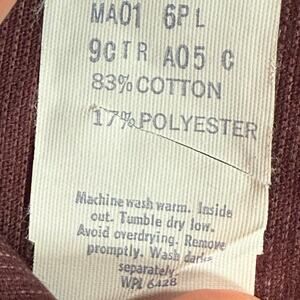 MA01 6PL
9CTR A05 C
83% COTTON
17% POLYESTER
Machine wash warm. Inside
out. Tumble dry low.
Avoid overdrying. Remove
promptly. Wash darks
separately.
WPL 6428